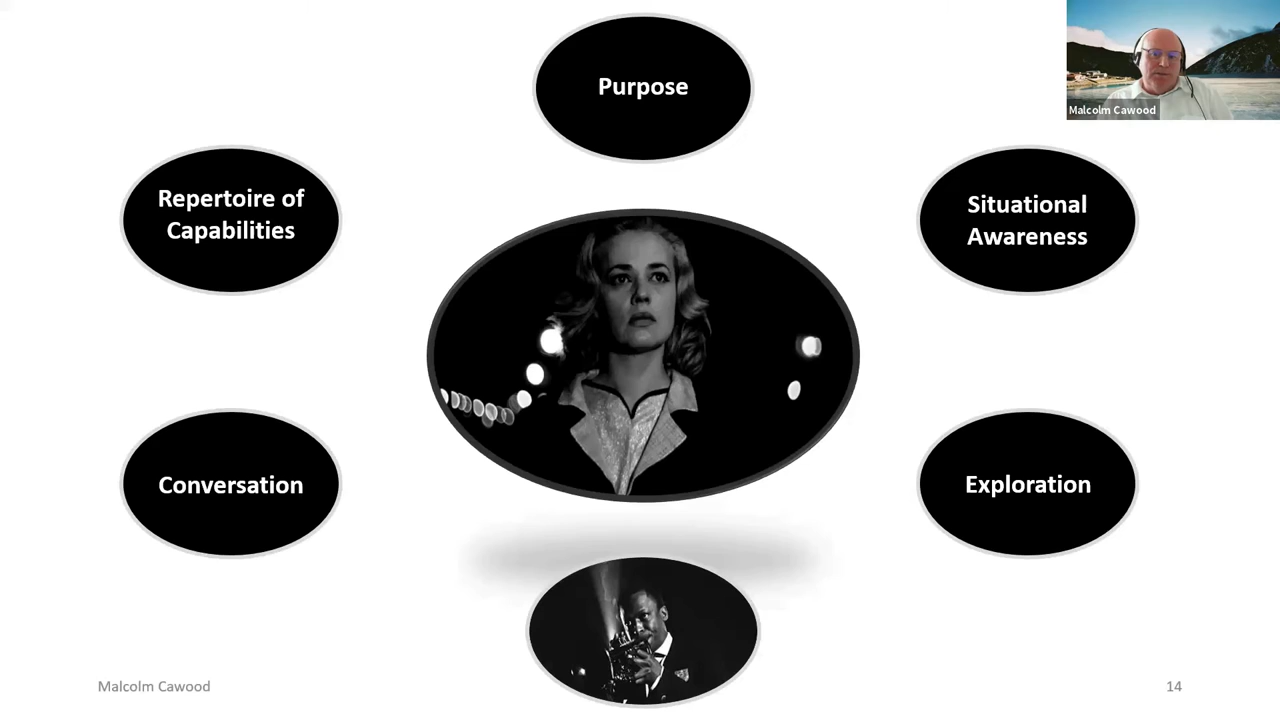 Purpose
Malcolm Cawood
Repertoire of
Capabilities
Situational
Awareness
Conversation
Exploration
Malcolm Cawood
14